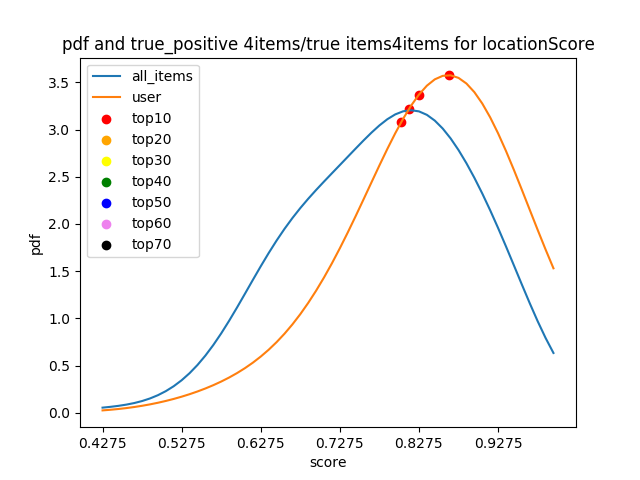 pdf and true_positive 4items/true items4items for locationScore
all_items
user
top10
top20
top30
top40
top50
top60
top70
pdf
3.5
3.0
2.5
2.0
1.5
1.0
0.5
0.0
0.4275 0.5275 0.6275 0.7275 0.8275 0.9275
score